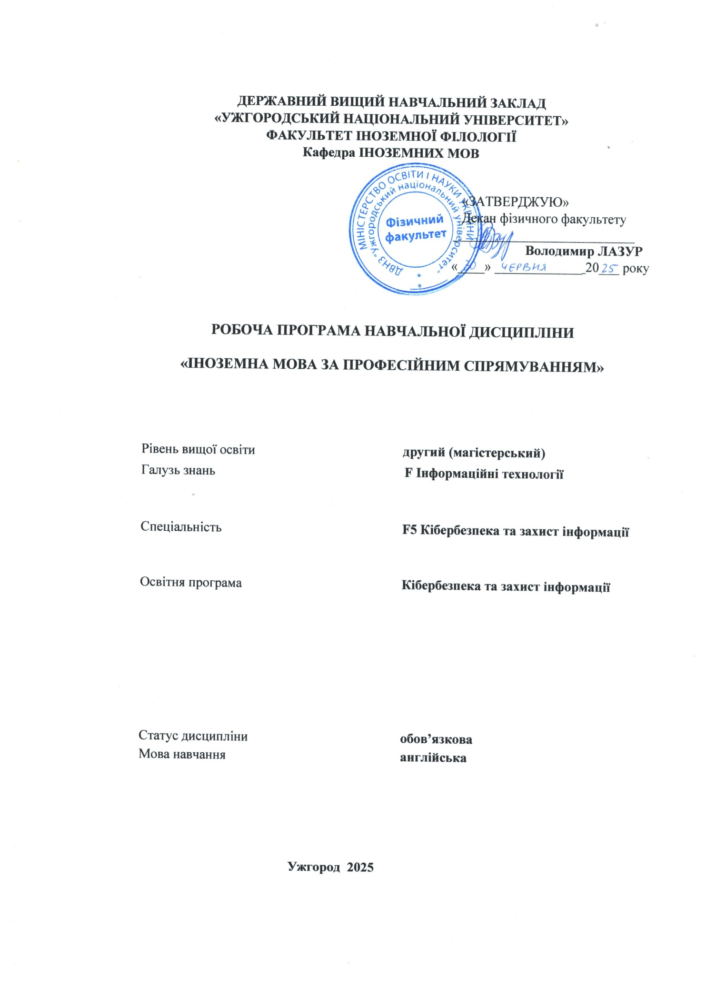 ДЕРЖАВНИЙ ВИЩИЙ НАВЧАЛЬНИЙ ЗАКЛАД
«УЖГОРОДСЬКИЙ НАЦІОНАЛЬНИЙ УНІВЕРСИТЕТ»
ФАКУЛЬТЕТ ІНОЗЕМНОЇ ФІЛОЛОГІЇ
Кафедра ІНОЗЕМНИХ МОВ
МІНІСТЕРСТВО ОСВІТИ І НАУКИ УКРАЇНИ
ДВНЗ "Ужгородський національний університет"
Фізичний
факультет
«ЗАТВЕРДЖУЮ»
Декан фізичного факультету
Володимир ЛАЗУР
«30» червня 2025 року
РОБОЧА ПРОГРАМА НАВЧАЛЬНОЇ ДИСЦИПЛІНИ
«ІНОЗЕМНА МОВА ЗА ПРОФЕСІЙНИМ СПРЯМУВАННЯМ»
Рівень вищої освіти другий (магістерський)
Галузь знань F Інформаційні технології
Спеціальність F5 Кібербезпека та захист інформації
Освітня програма Кібербезпека та захист інформації
Статус дисципліни обов’язкова
Мова навчання англійська
Ужгород 2025